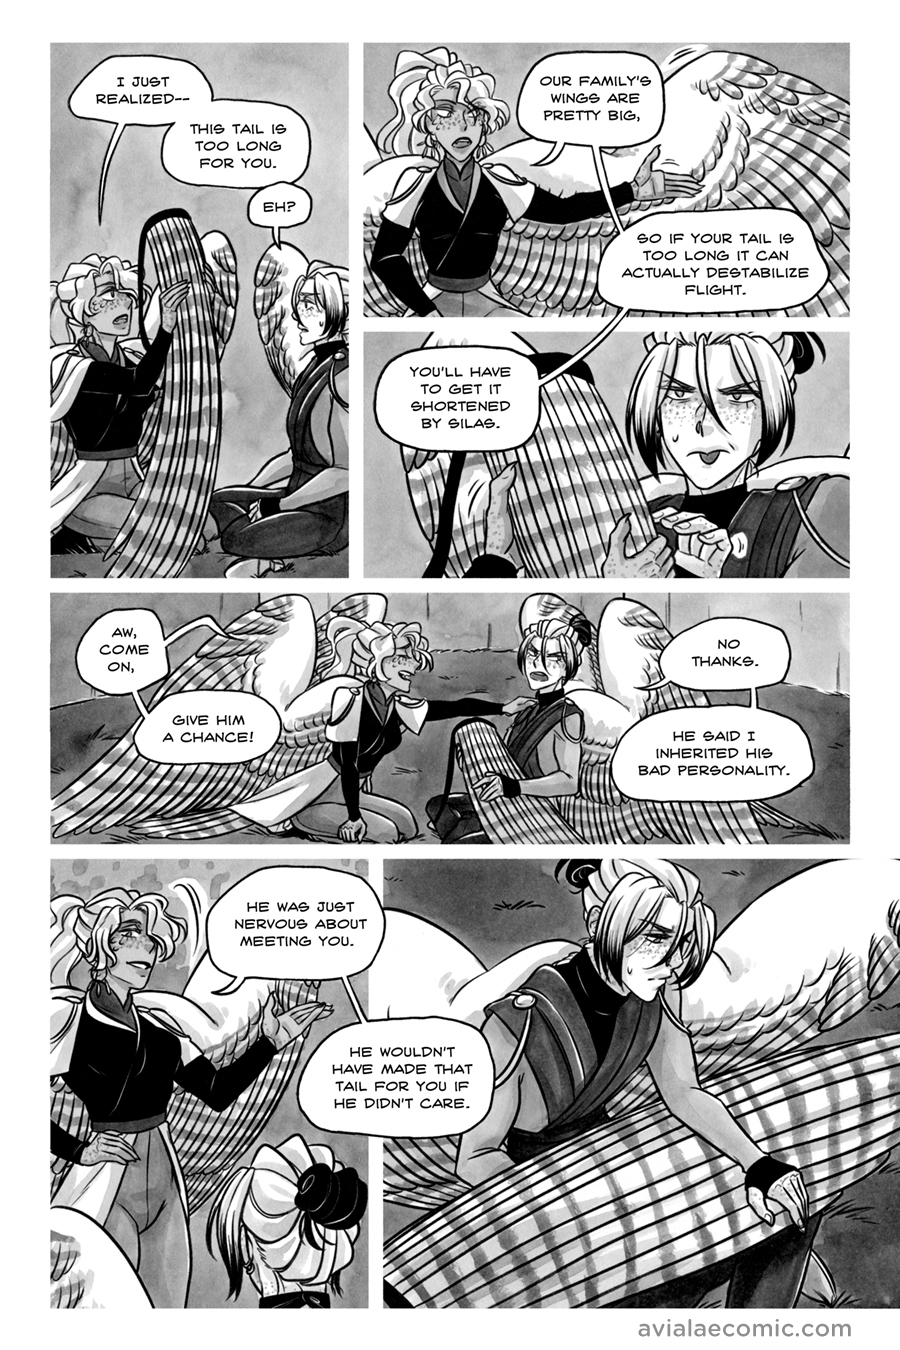 I JUST
REALIZED--
THIS TAIL IS
TOO LONG
FOR YOU.
EH?
OUR FAMILY'S
WINGS ARE
PRETTY BIG,
SO IF YOUR TAIL IS
TOO LONG IT CAN
ACTUALLY DESTABILIZE
FLIGHT.
YOU'LL HAVE
TO GET IT
SHORTENED
BY SILAS.
AW,
COME
ON,
GIVE HIM
A CHANCE!
NO
THANKS.
HE SAID I
INHERITED HIS
BAD PERSONALITY.
HE WAS JUST
NERVOUS ABOUT
MEETING YOU.
HE WOULDN'T
HAVE MADE THAT
TAIL FOR YOU IF
HE DIDN'T CARE.
avialaecomic.com